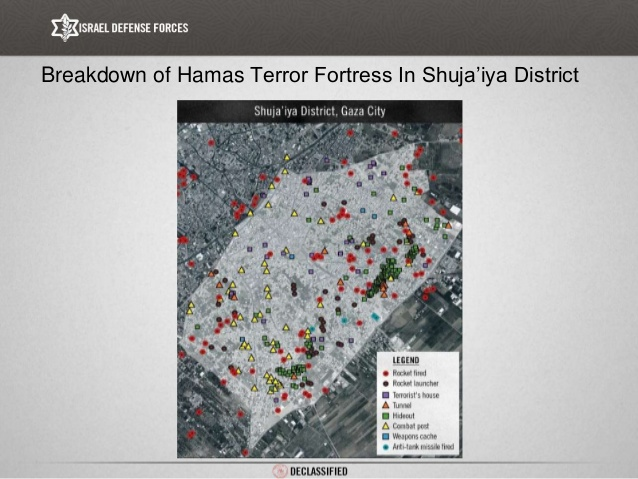 ISRAEL DEFENSE FORCES
Breakdown of Hamas Terror Fortress In Shuja’iya District
Shuja'iya District, Gaza City
LEGEND
Rocket fired
Rocket launcher
Terrorist's house
Tunnel
Hideout
Combat post
Weapons cache
Anti-tank missile fired
DECLASSIFIED